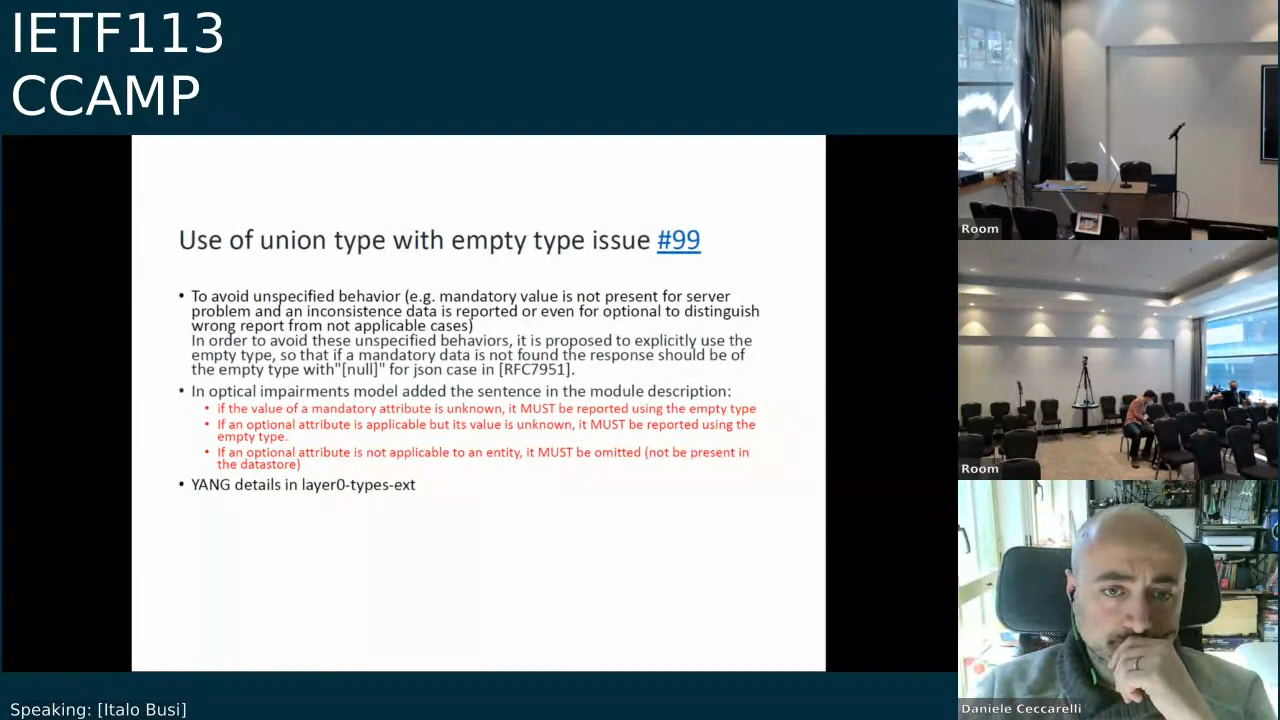 IETF113
CCAMP
Use of union type with empty type issue #99
• To avoid unspecified behavior (e.g. mandatory value is not present for server
problem and an inconsistence data is reported or even for optional to distinguish
wrong report from not applicable cases)
In order to avoid these unspecified behaviors, it is proposed to explicitly use the
empty type, so that if a mandatory data is not found the response should be of
the empty type with"[null]" for json case in [RFC7951].
• In optical impairments model added the sentence in the module description:
• if the value of a mandatory attribute is unknown, it MUST be reported using the empty type
• If an optional attribute is applicable but its value is unknown, it MUST be reported using the
empty type.
• If an optional attribute is not applicable to an entity, it MUST be omitted (not be present in
the datastore)
• YANG details in layer0-types-ext
Speaking: [Italo Busi]
Room
Room
Daniele Ceccarelli